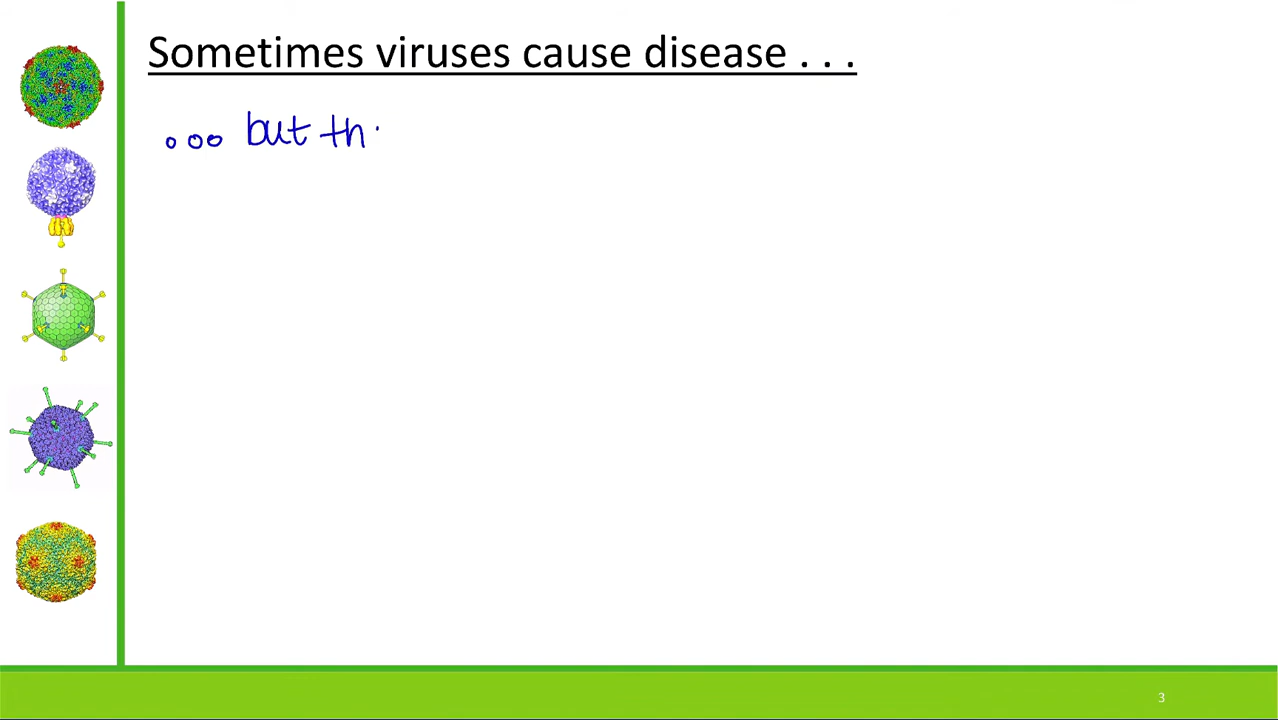 Sometimes viruses cause disease . . .
... but th
3